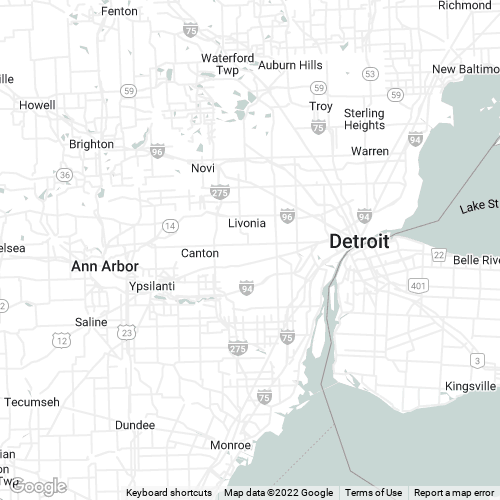 Fenton
Richmond
75
Waterford
Twp
Auburn Hills
53
New Baltimo
59
59
Howell
Troy
Sterling
Heights
75
94
Brighton
96
Warren
Novi
36
275
Lake St
14
Livonia
96
94
Detroit
Canton
22
Belle Rive
Ann Arbor
Ypsilanti
94
401
Saline
23
12
275
75
3
Kingsville
Tecumseh
75
Dundee
Monroe
Google
Keyboard shortcuts
Map data ©2022 Google
Terms of Use
Report a map error